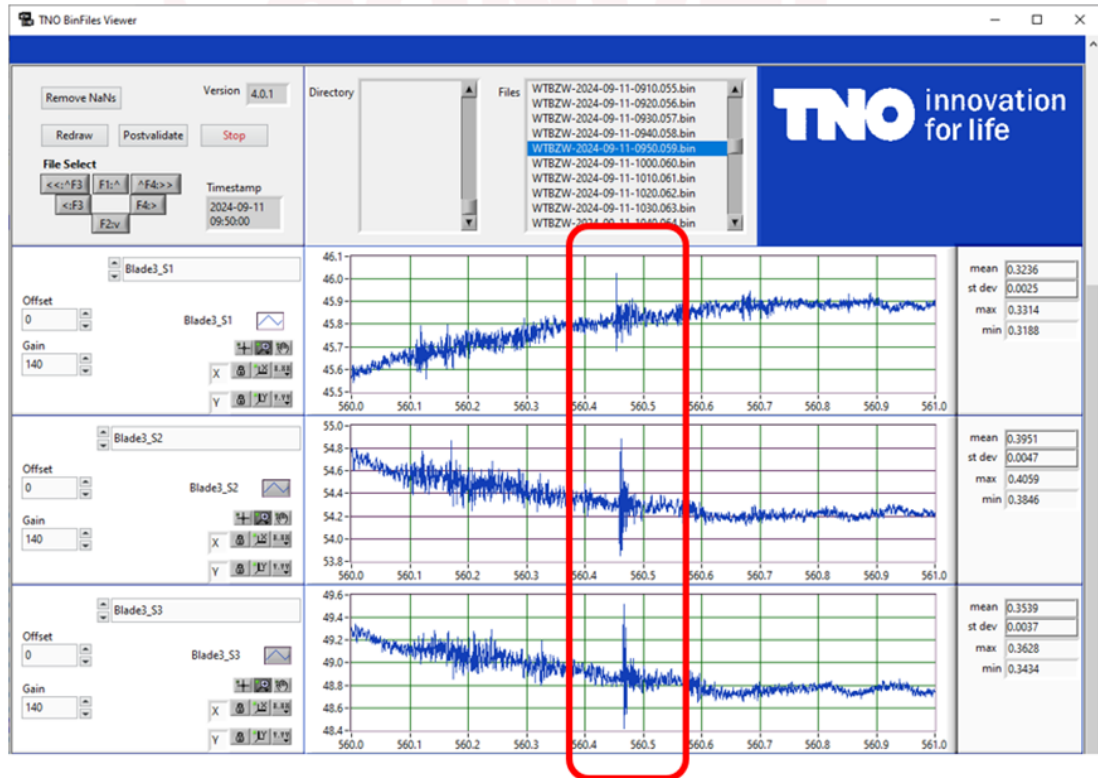 TNO BinFiles Viewer
Remove NaNs
Version 4.0.1
Redraw Postvalidate Stop
File Select
<<:^F3 F1:^ ^F4:>>
<:F3 F4:>
F2:v
Timestamp
2024-09-11
09:50:00
Directory
Files
WTBZW-2024-09-11-0910.055.bin
WTBZW-2024-09-11-0920.056.bin
WTBZW-2024-09-11-0930.057.bin
WTBZW-2024-09-11-0940.058.bin
WTBZW-2024-09-11-0950.059.bin
WTBZW-2024-09-11-1000.060.bin
WTBZW-2024-09-11-1010.061.bin
WTBZW-2024-09-11-1020.062.bin
WTBZW-2024-09-11-1030.063.bin
WTBZW-2024-09-11-1040.064.bin
TNO innovation
for life
Blade3_S1
Offset
0
Blade3_S1
Gain
140
X
Y
46.1
46.0
45.9
45.8
45.7
45.6
45.5
560.0 560.1 560.2 560.3 560.4 560.5 560.6 560.7 560.8 560.9 561.0
mean 0.3236
st dev 0.0025
max 0.3314
min 0.3188
Blade3_S2
Offset
0
Blade3_S2
Gain
140
X
Y
55.0
54.8
54.6
54.4
54.2
54.0
53.8
560.0 560.1 560.2 560.3 560.4 560.5 560.6 560.7 560.8 560.9 561.0
mean 0.3951
st dev 0.0047
max 0.4059
min 0.3846
Blade3_S3
Offset
0
Blade3_S3
Gain
140
X
Y
49.6
49.4
49.2
49.0
48.8
48.6
48.4
560.0 560.1 560.2 560.3 560.4 560.5 560.6 560.7 560.8 560.9 561.0
mean 0.3539
st dev 0.0037
max 0.3628
min 0.3434